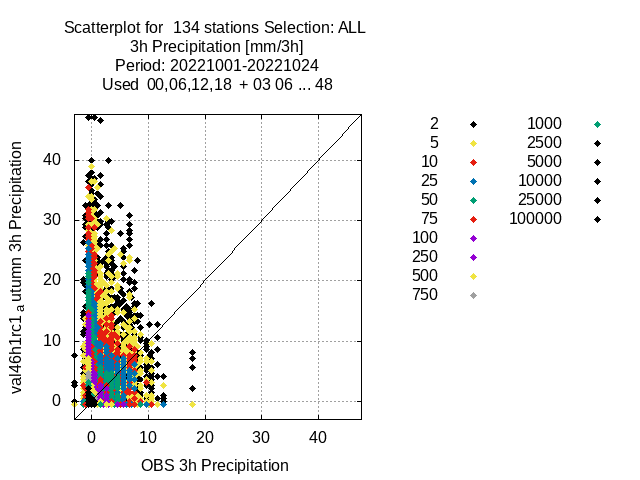 Scatterplot for 134 stations Selection: ALL
3h Precipitation [mm/3h]
Period: 20221001-20221024
Used 00,06,12,18 + 03 06 ... 48
val46h1rc1_autumn 3h Precipitation
40
30
20
10
0
0 10 20 30 40
OBS 3h Precipitation
2 1000
5 2500
10 5000
25 10000
50 25000
75 100000
100
250
500
750